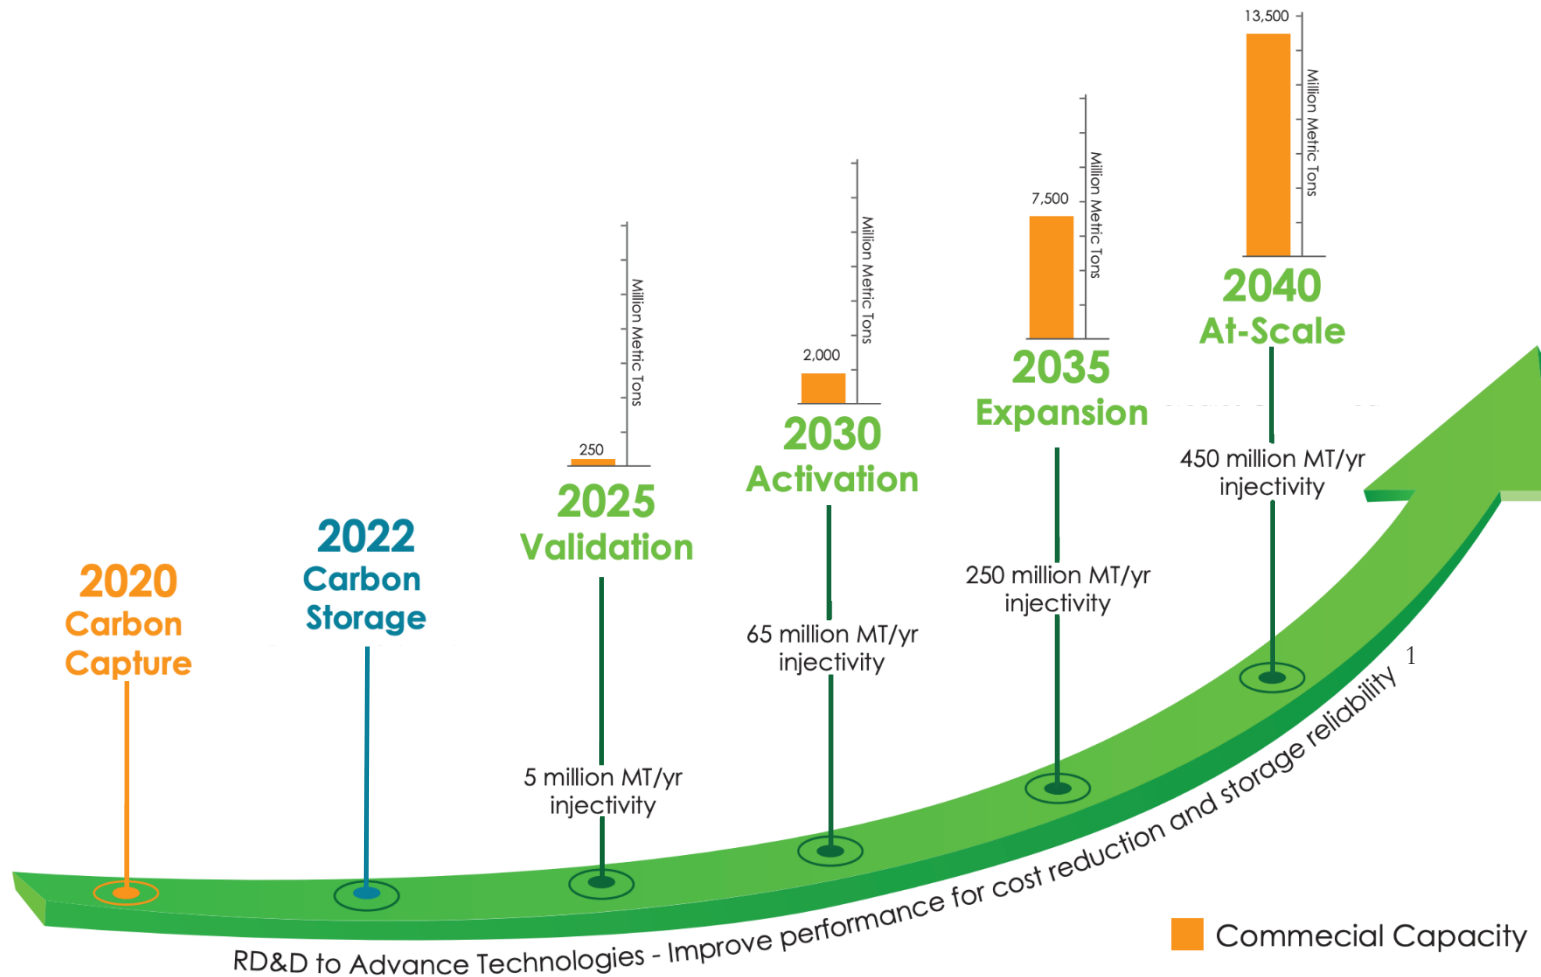 2020
Carbon
Capture
2022
Carbon
Storage
250
Million Metric Tons
2025
Validation
5 million MT/yr
injectivity
2,000
Million Metric Tons
2030
Activation
65 million MT/yr
injectivity
7,500
Million Metric Tons
2035
Expansion
250 million MT/yr
injectivity
13,500
Million Metric Tons
2040
At-Scale
450 million MT/yr
injectivity
RD&D to Advance Technologies - Improve performance for cost reduction and storage reliability 1
Commecial Capacity